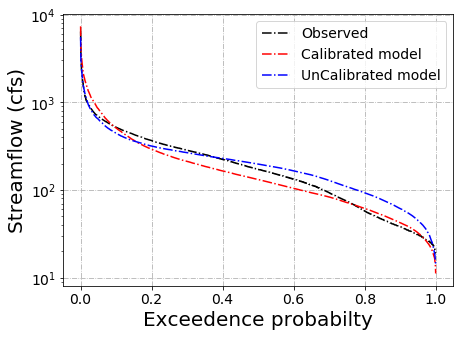 10⁴
10³
10²
10¹
Streamflow (cfs)
Observed
Calibrated model
UnCalibrated model
0.0 0.2 0.4 0.6 0.8 1.0
Exceedence probabilty